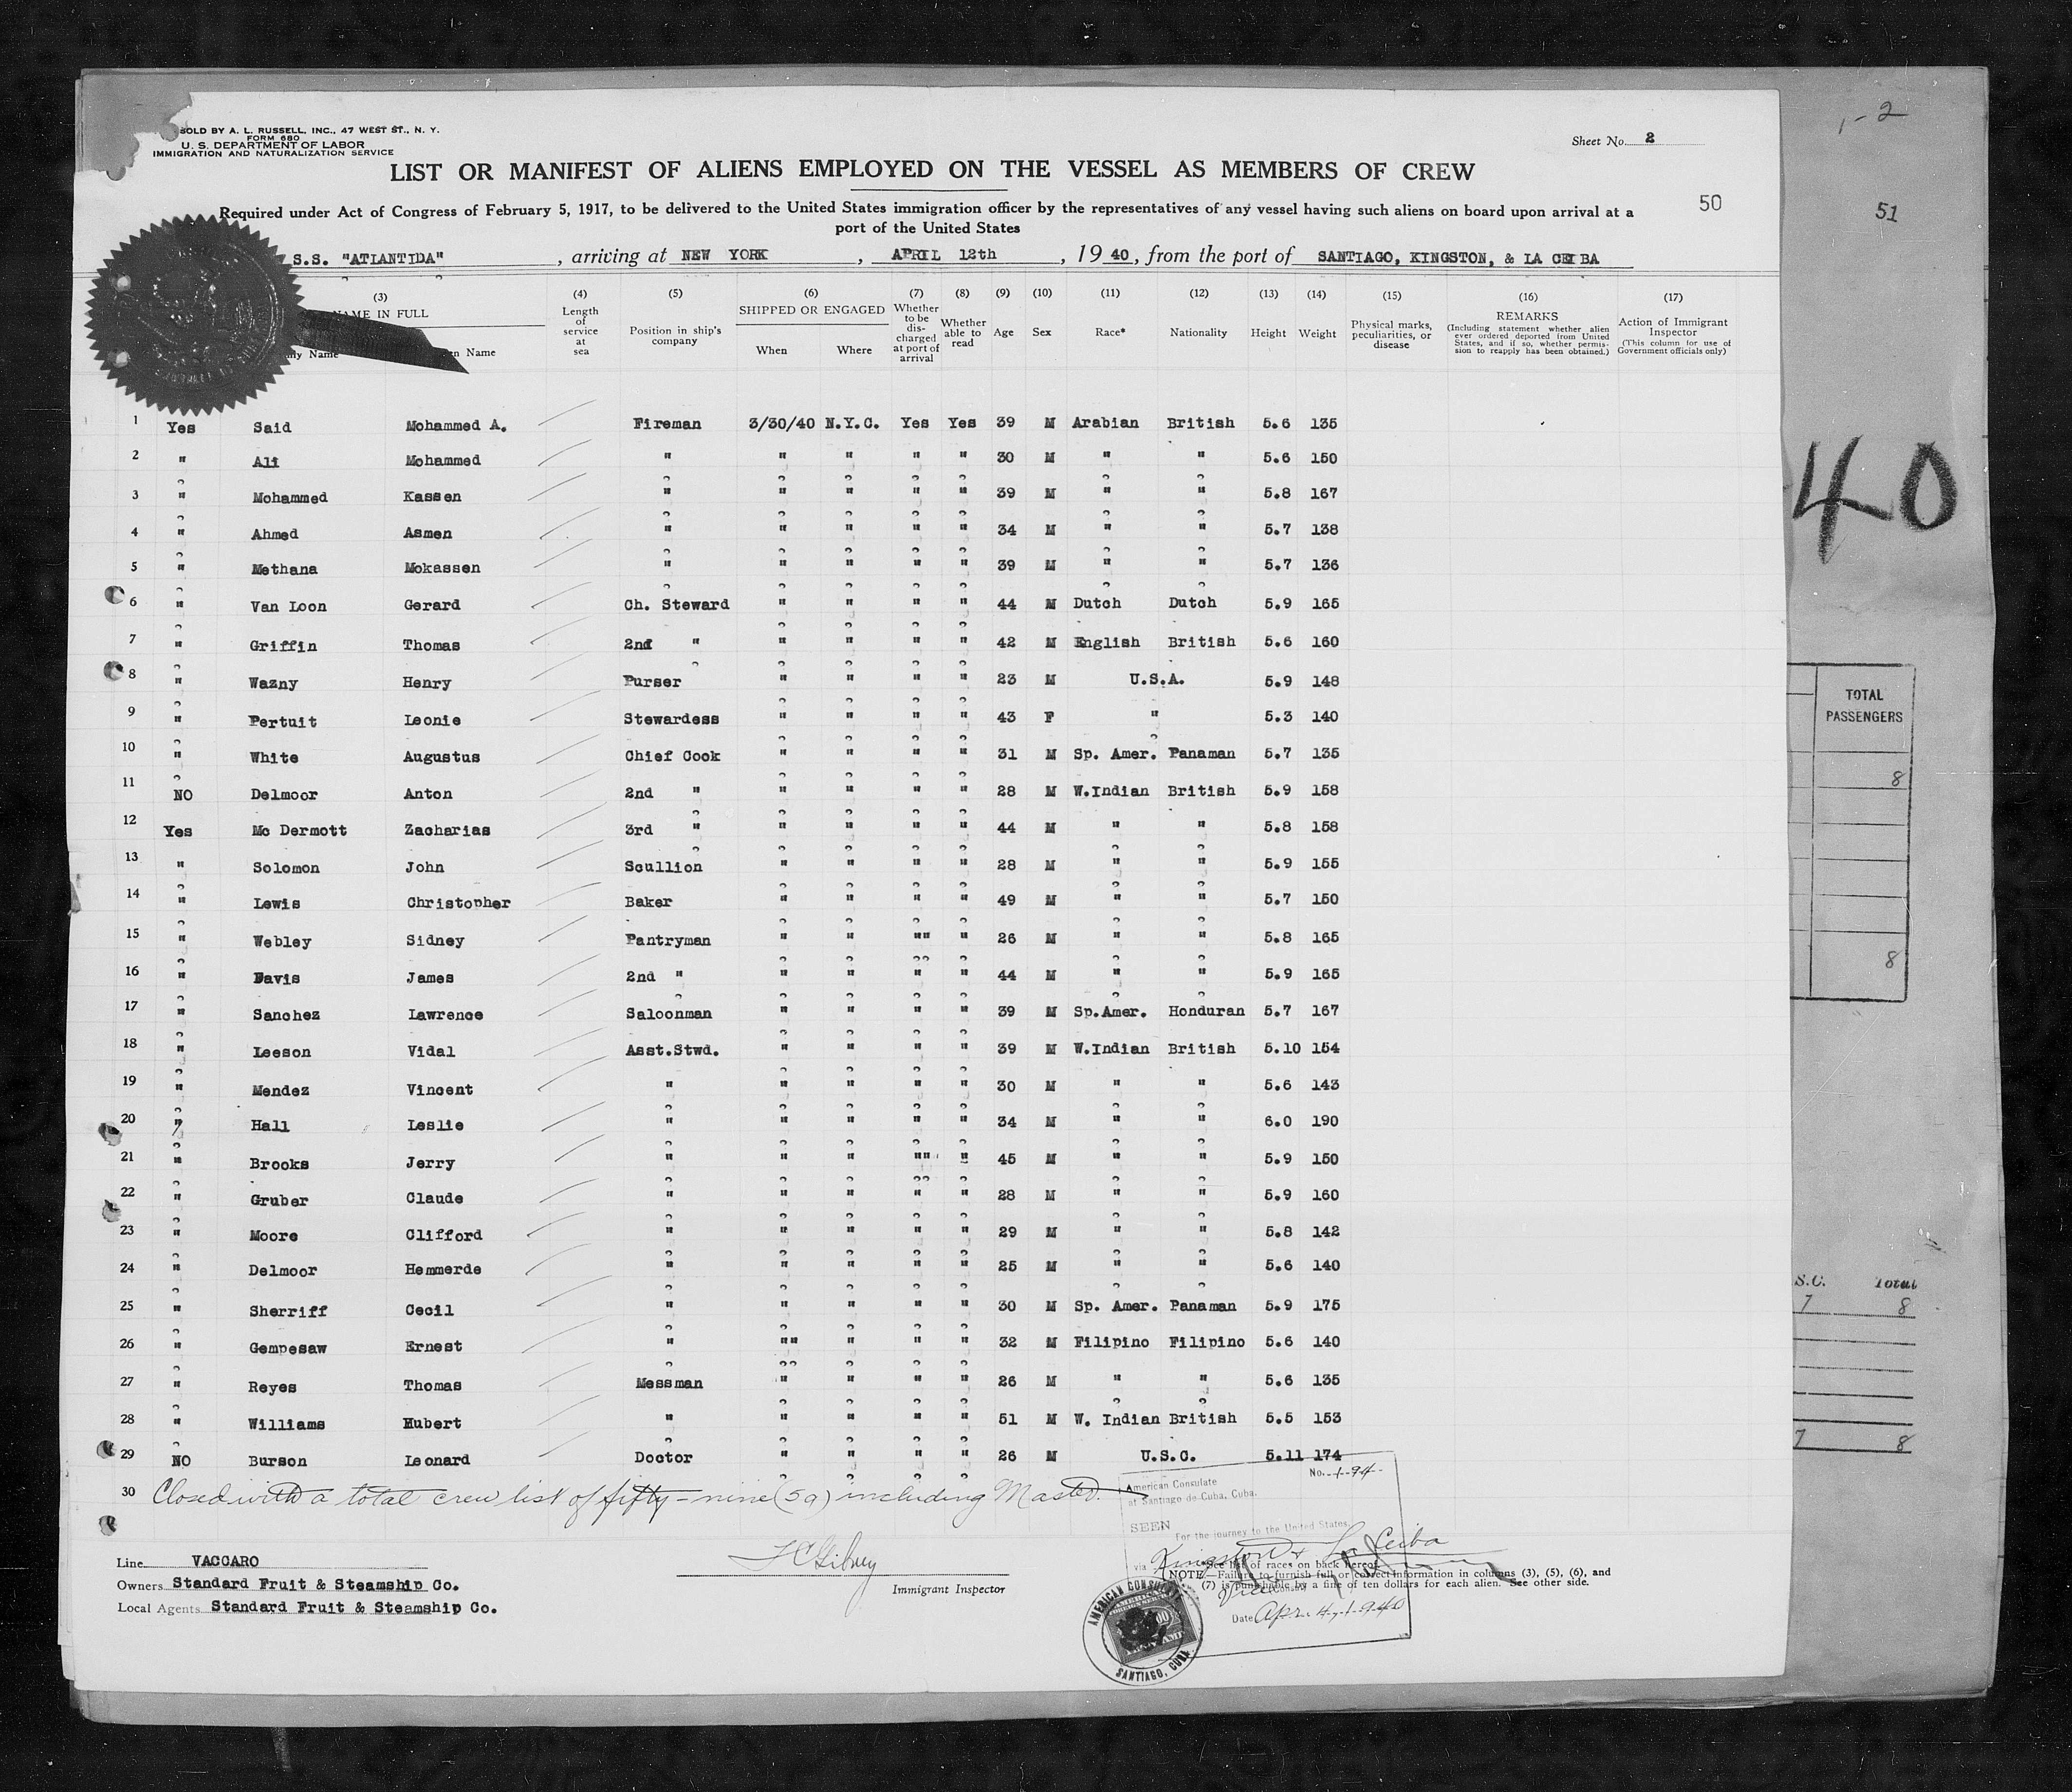 SOLD BY A. L. RUSSELL, INC., 47 WEST ST., N. Y.
FORM 680
U. S. DEPARTMENT OF LABOR
IMMIGRATION AND NATURALIZATION SERVICE
Sheet No. 2
1-2
LIST OR MANIFEST OF ALIENS EMPLOYED ON THE VESSEL AS MEMBERS OF CREW
50
51
Required under Act of Congress of February 5, 1917, to be delivered to the United States immigration officer by the representatives of any vessel having such aliens on board upon arrival at a
port of the United States
S.S. "ATLANTIDA" , arriving at NEW YORK , APRIL 12th , 19 40, from the port of SANTIAGO, KINGSTON, & LA CEIBA
(3) (4) (5) (6) (7) (8) (9) (10) (11) (12) (13) (14) (15) (16) (17)
NAME IN FULL
Name
Name
Length of service at sea
Position in ship's company
SHIPPED OR ENGAGED
When Where
Whether to be discharged at port of arrival
Whether able to read
Age Sex Race* Nationality Height Weight
Physical marks, peculiarities, or disease
REMARKS
(Including statement whether alien ever ordered deported from United States, and if so, whether permission to reapply has been obtained.)
Action of Immigrant Inspector
(This column for use of Government officials only)
1 Yes Said Mohammed A. Fireman 3/30/40 N.Y.C. Yes Yes 39 M Arabian British 5.6 135
2 " Ali Mohammed " " " " " 30 M " " 5.6 150
3 " Mohammed Kassen " " " " " 39 M " " 5.8 167
4 " Ahmed Asmen " " " " " 34 M " " 5.7 138
5 " Methana Mokassen " " " " " 39 M " " 5.7 136
6 " Van Loon Gerard Ch. Steward " " " " 44 M Dutch Dutch 5.9 165
7 " Griffin Thomas 2nd " " " " " 42 M English British 5.6 160
8 " Wazny Henry Purser " " " " 23 M U.S.A. 5.9 148
9 " Pertuit Leonie Stewardess " " " " 43 F " 5.3 140
10 " White Augustus Chief Cook " " " " 31 M Sp. Amer. Panaman 5.7 135
11 NO Delmoor Anton 2nd " " " " " 28 M W.Indian British 5.9 158
12 Yes Mc Dermott Zacharias 3rd " " " " " 44 M " " 5.8 158
13 " Solomon John Scullion " " " " 28 M " " 5.9 155
14 " Lewis Christopher Baker " " " " 49 M " " 5.7 150
15 " Webley Sidney Pantryman " " "" " 26 M " " 5.8 165
16 " Davis James 2nd " " " " " 44 M " " 5.9 165
17 " Sanchez Lawrence Saloonman " " " " 39 M Sp.Amer. Honduran 5.7 167
18 " Leeson Vidal Asst.Stwd. " " " " 39 M W.Indian British 5.10 154
19 " Mendez Vincent " " " " " 30 M " " 5.6 143
20 " Hall Leslie " " " " " 34 M " " 6.0 190
21 " Brooks Jerry " " " "" " 45 M " " 5.9 150
22 " Gruber Claude " " " " " 28 M " " 5.9 160
23 " Moore Clifford " " " " " 29 M " " 5.8 142
24 " Delmoor Hemmerde " " " " " 25 M " " 5.6 140
25 " Sherriff Cecil " " " " " 30 M Sp. Amer. Panaman 5.9 175
26 " Gempesaw Ernest " "" " " " 32 M Filipino Filipino 5.6 140
27 " Reyes Thomas Messman " " " " 26 M " " 5.6 135
28 " Williams Hubert " " " " " 51 M W. Indian British 5.5 153
29 NO Burson Leonard Doctor " " " " 26 M U.S.C. 5.11 174
30 Closed with a total crew list of fifty-nine (59) including Master.
No. 194
American Consulate
at Santiago de Cuba, Cuba.
SEEN
For the journey to the United States.
via Kingston & La Ceiba
Vice Consul
Date Apr. 4, 1940
Line VACCARO
Owners Standard Fruit & Steamship Co.
Local Agents Standard Fruit & Steamship Co.
Immigrant Inspector
*See list of races on back hereof.
NOTE.—Failure to furnish full or correct information in columns (3), (5), (6), and
(7) is punishable by a fine of ten dollars for each alien. See other side.
AMERICAN CONSULATE
SANTIAGO, CUBA
40
TOTAL PASSENGERS
8
8
S.C. Total
7 8
7 8